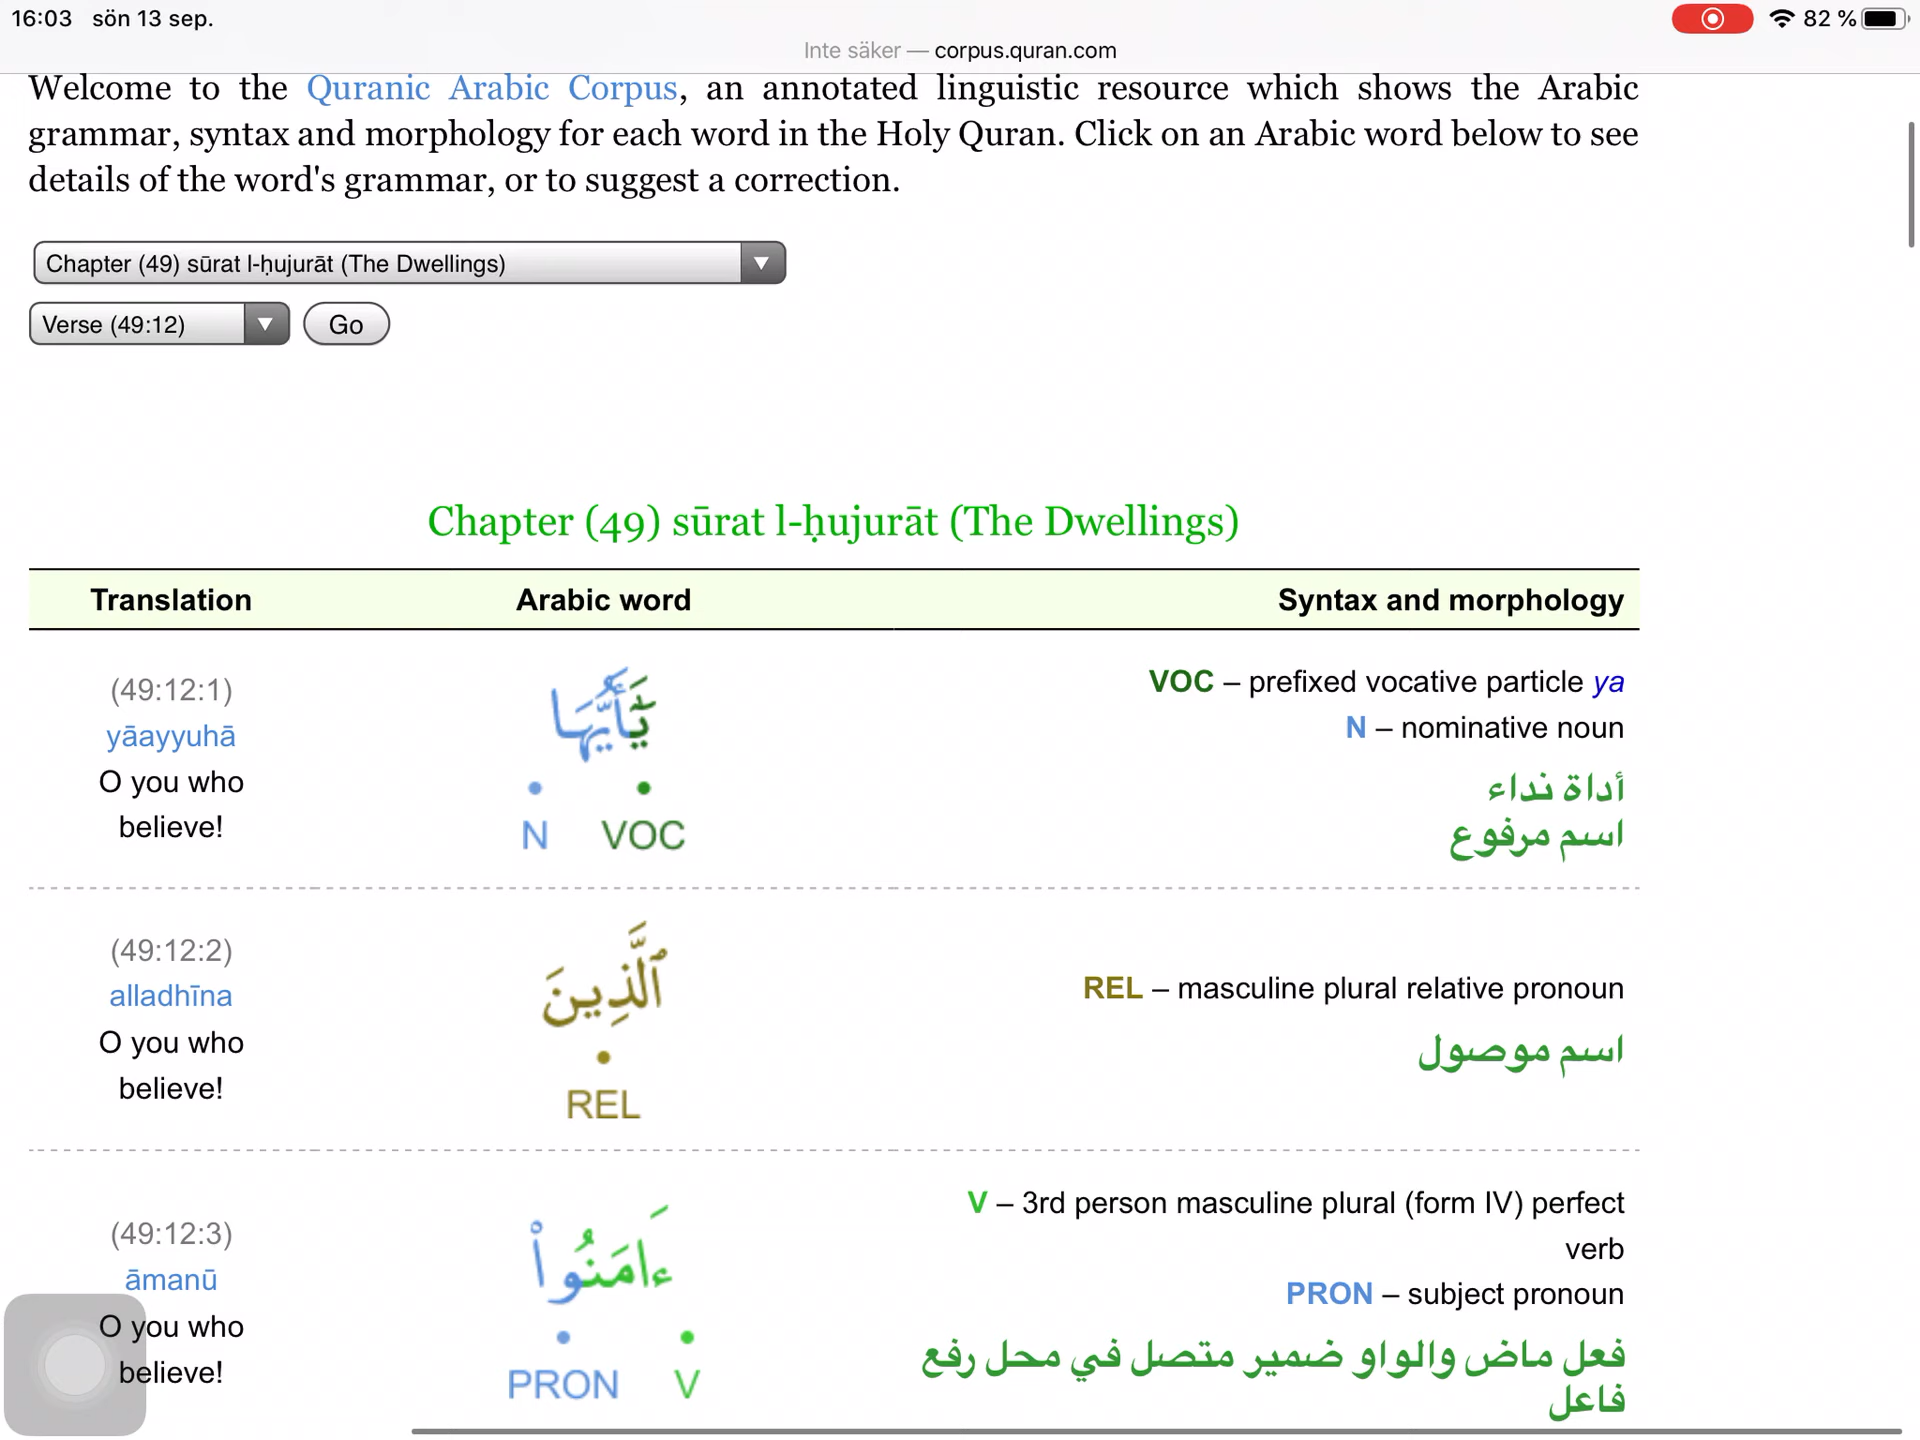 16:03 sön 13 sep. 82 %
Inte säker — corpus.quran.com
Welcome to the Quranic Arabic Corpus, an annotated linguistic resource which shows the Arabic
grammar, syntax and morphology for each word in the Holy Quran. Click on an Arabic word below to see
details of the word's grammar, or to suggest a correction.
Chapter (49) sūrat l-ḥujurāt (The Dwellings)
Verse (49:12) Go
Chapter (49) sūrat l-ḥujurāt (The Dwellings)
Translation Arabic word Syntax and morphology
(49:12:1)
yāayyuhā
O you who
believe!
يَٰٓأَيُّهَا
N VOC
VOC – prefixed vocative particle ya
N – nominative noun
أداة نداء
اسم مرفوع
(49:12:2)
alladhīna
O you who
believe!
ٱلَّذِينَ
REL
REL – masculine plural relative pronoun
اسم موصول
(49:12:3)
āmanū
O you who
believe!
ءَامَنُوا۟
PRON V
V – 3rd person masculine plural (form IV) perfect
verb
PRON – subject pronoun
فعل ماض والواو ضمير متصل في محل رفع
فاعل